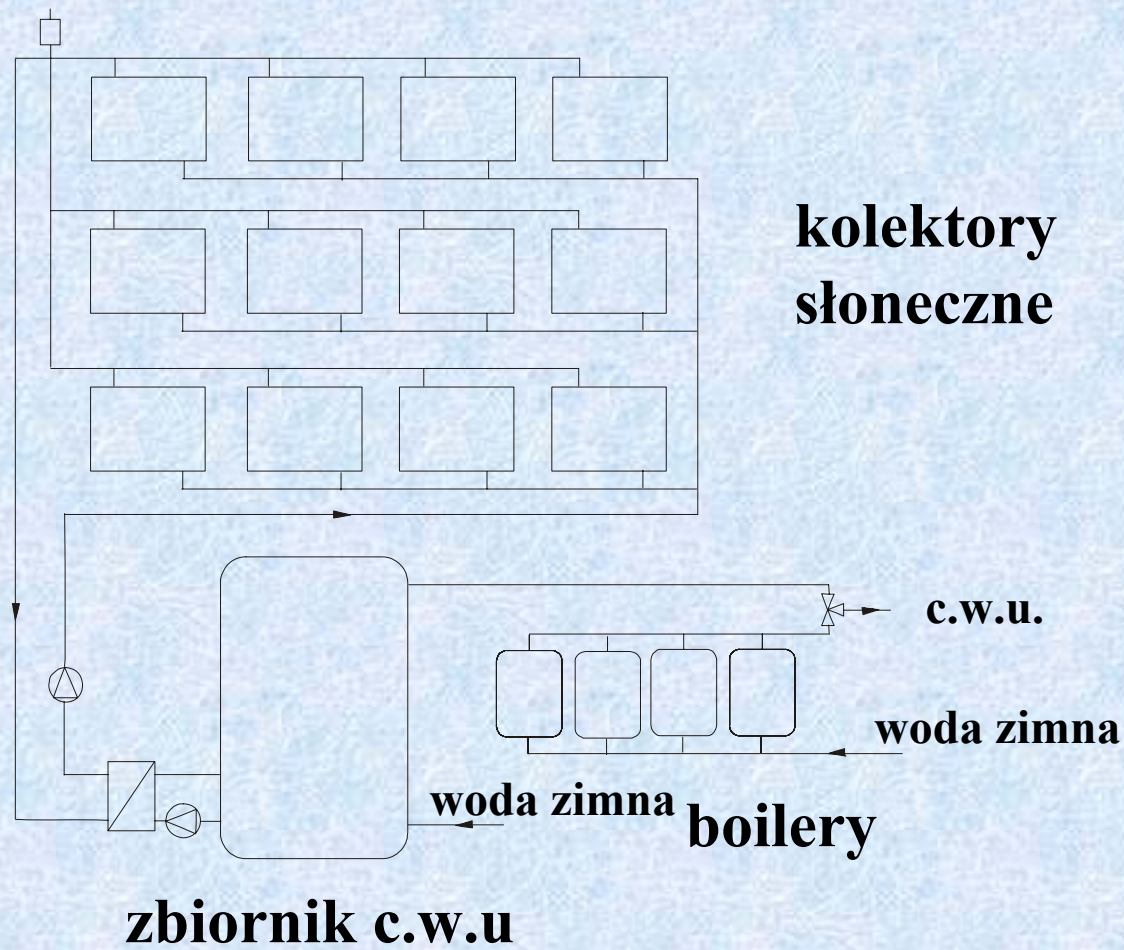 kolektory
słoneczne
c.w.u.
woda zimna
woda zimna
boilery
zbiornik c.w.u